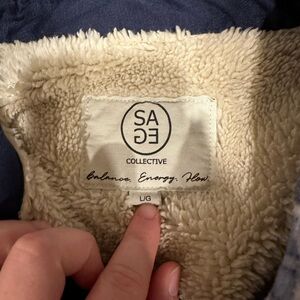 SA
GE
COLLECTIVE
Balance. Energy. Flow.
L/G